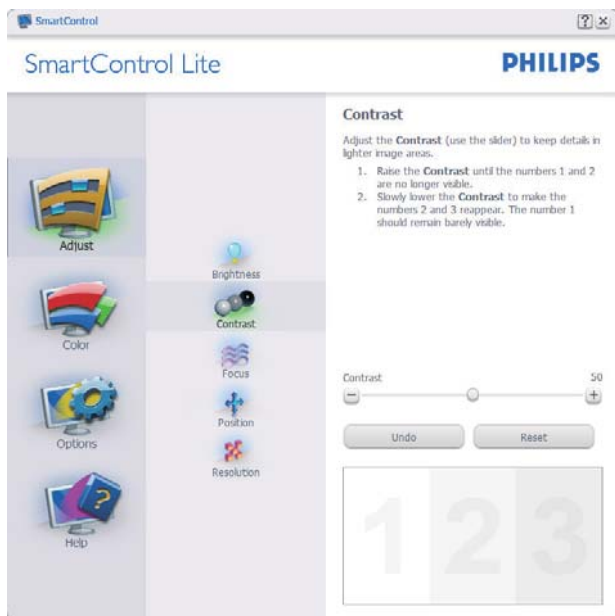 SmartControl
SmartControl Lite
PHILIPS
Adjust
Color
Options
Help
Brightness
Contrast
Focus
Position
Resolution
Contrast
Adjust the Contrast (use the slider) to keep details in
lighter image areas.
1. Raise the Contrast until the numbers 1 and 2
are no longer visible.
2. Slowly lower the Contrast to make the
numbers 2 and 3 reappear. The number 1
should remain barely visible.
Contrast 50
Undo Reset
1 2 3